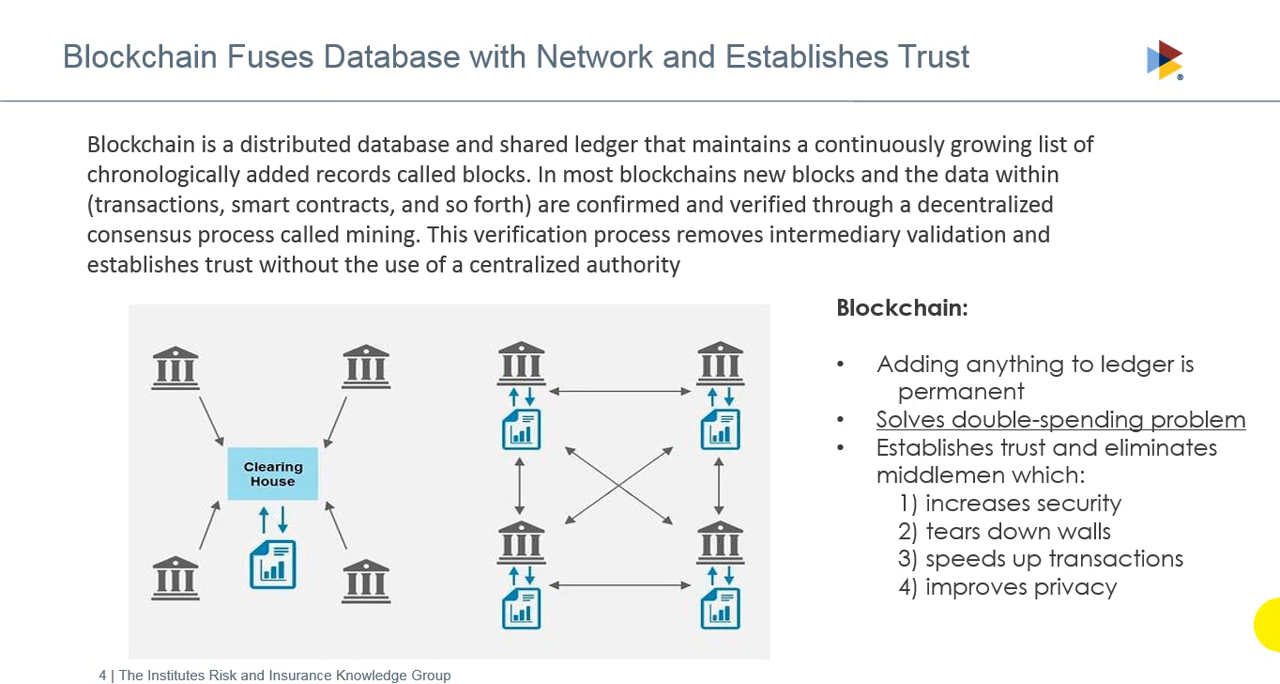 Blockchain Fuses Database with Network and Establishes Trust
Blockchain is a distributed database and shared ledger that maintains a continuously growing list of
chronologically added records called blocks. In most blockchains new blocks and the data within
(transactions, smart contracts, and so forth) are confirmed and verified through a decentralized
consensus process called mining. This verification process removes intermediary validation and
establishes trust without the use of a centralized authority
Clearing
House
Blockchain:
• Adding anything to ledger is
permanent
• Solves double-spending problem
• Establishes trust and eliminates
middlemen which:
1) increases security
2) tears down walls
3) speeds up transactions
4) improves privacy
4 | The Institutes Risk and Insurance Knowledge Group